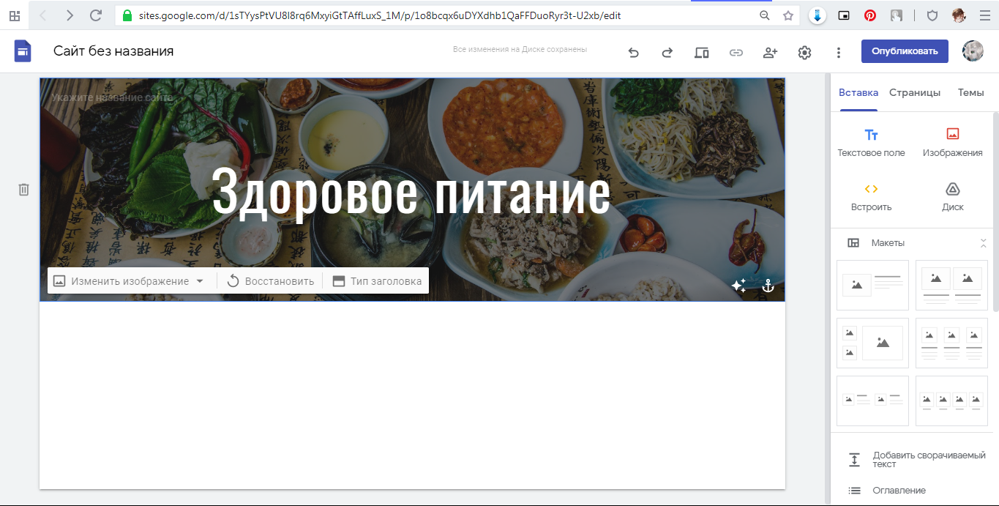 sites.google.com/d/1sTYysPtVU8I8rq6MxyiGtTAffLuxS_1M/p/1o8bcqx6uDYXdhb1QaFFDuoRyr3t-U2xb/edit
Сайт без названия
Все изменения на Диске сохранены
Опубликовать
Укажите название сайта
Здоровое питание
Изменить изображение
Восстановить
Тип заголовка
Вставка Страницы Темы
Текстовое поле
Изображения
Встроить
Диск
Макеты
Добавить сворачиваемый
текст
Оглавление